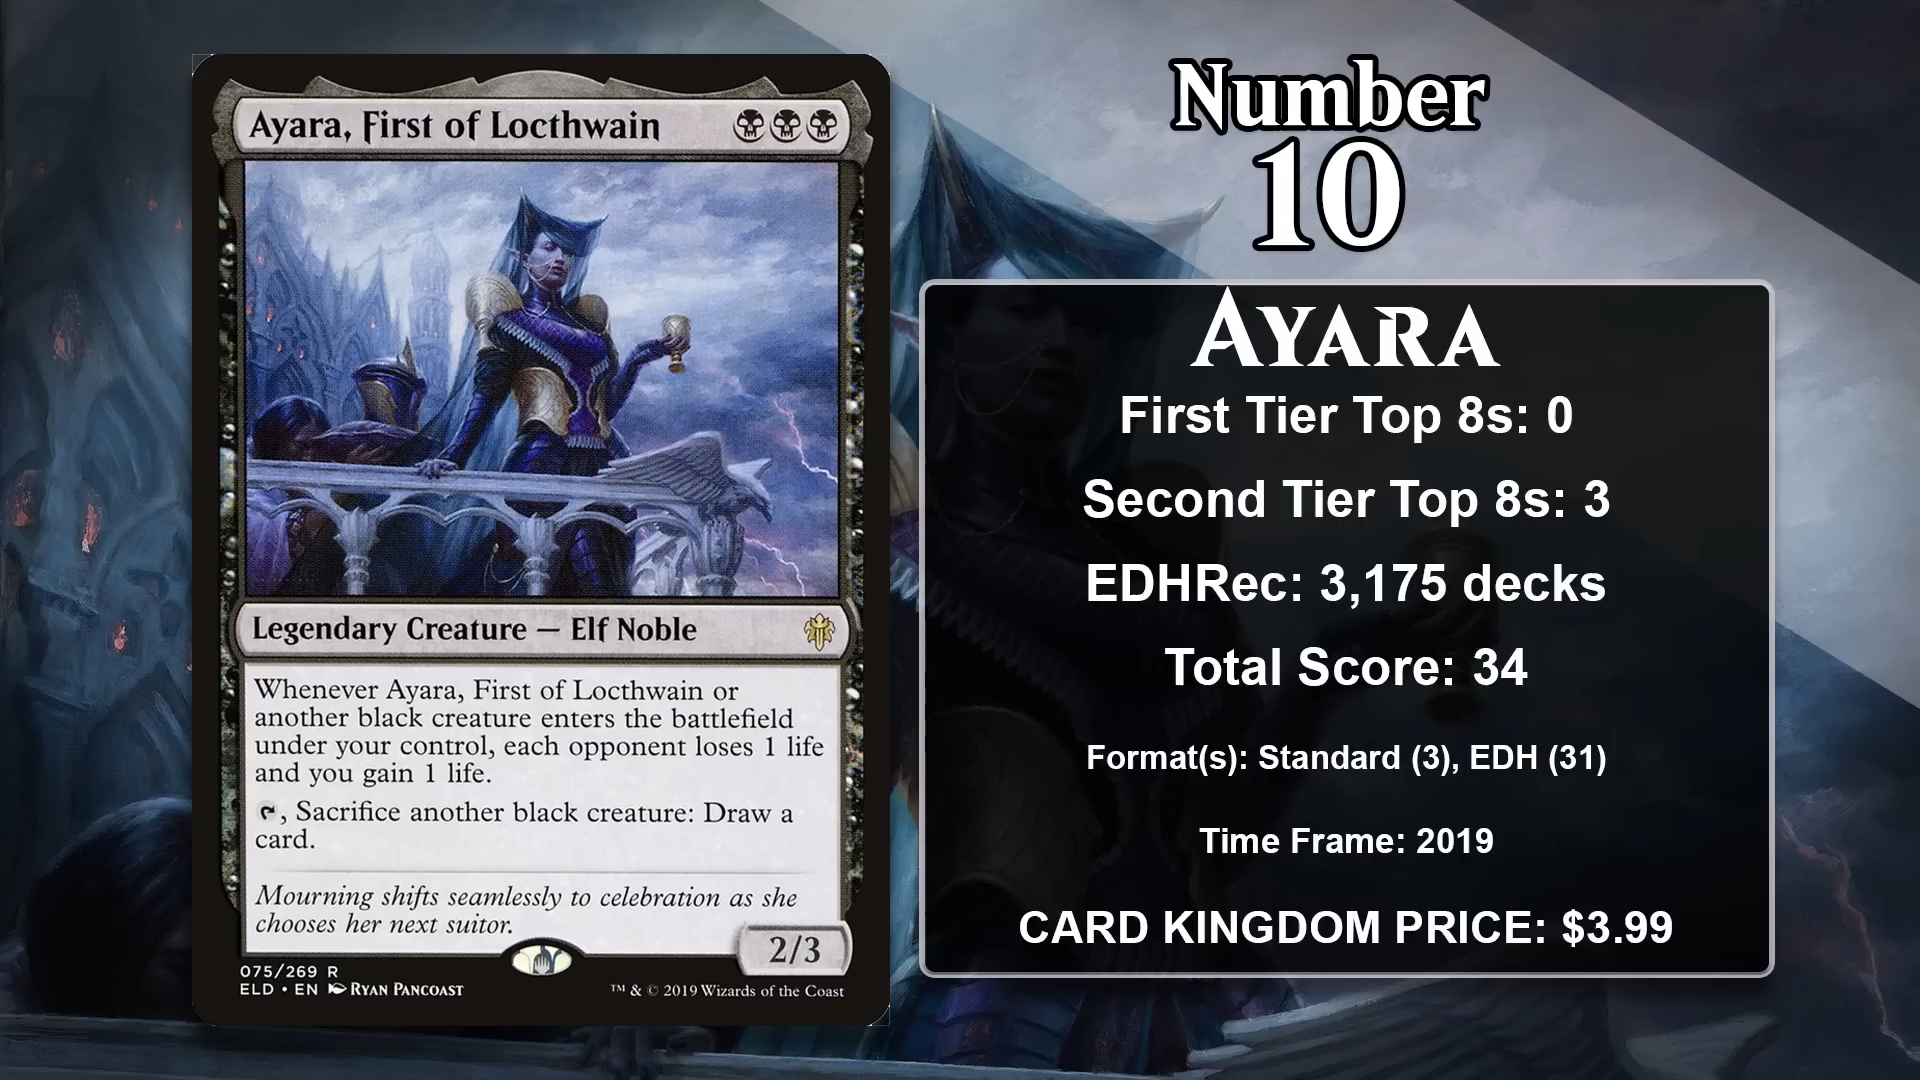 Ayara, First of Locthwain
Legendary Creature — Elf Noble
Whenever Ayara, First of Locthwain or
another black creature enters the battlefield
under your control, each opponent loses 1 life
and you gain 1 life.
, Sacrifice another black creature: Draw a
card.
Mourning shifts seamlessly to celebration as she
chooses her next suitor.
2/3
075/269 R
ELD • EN RYAN PANCOAST
™ & © 2019 Wizards of the Coast
Number
10
AYARA
First Tier Top 8s: 0
Second Tier Top 8s: 3
EDHRec: 3,175 decks
Total Score: 34
Format(s): Standard (3), EDH (31)
Time Frame: 2019
CARD KINGDOM PRICE: $3.99